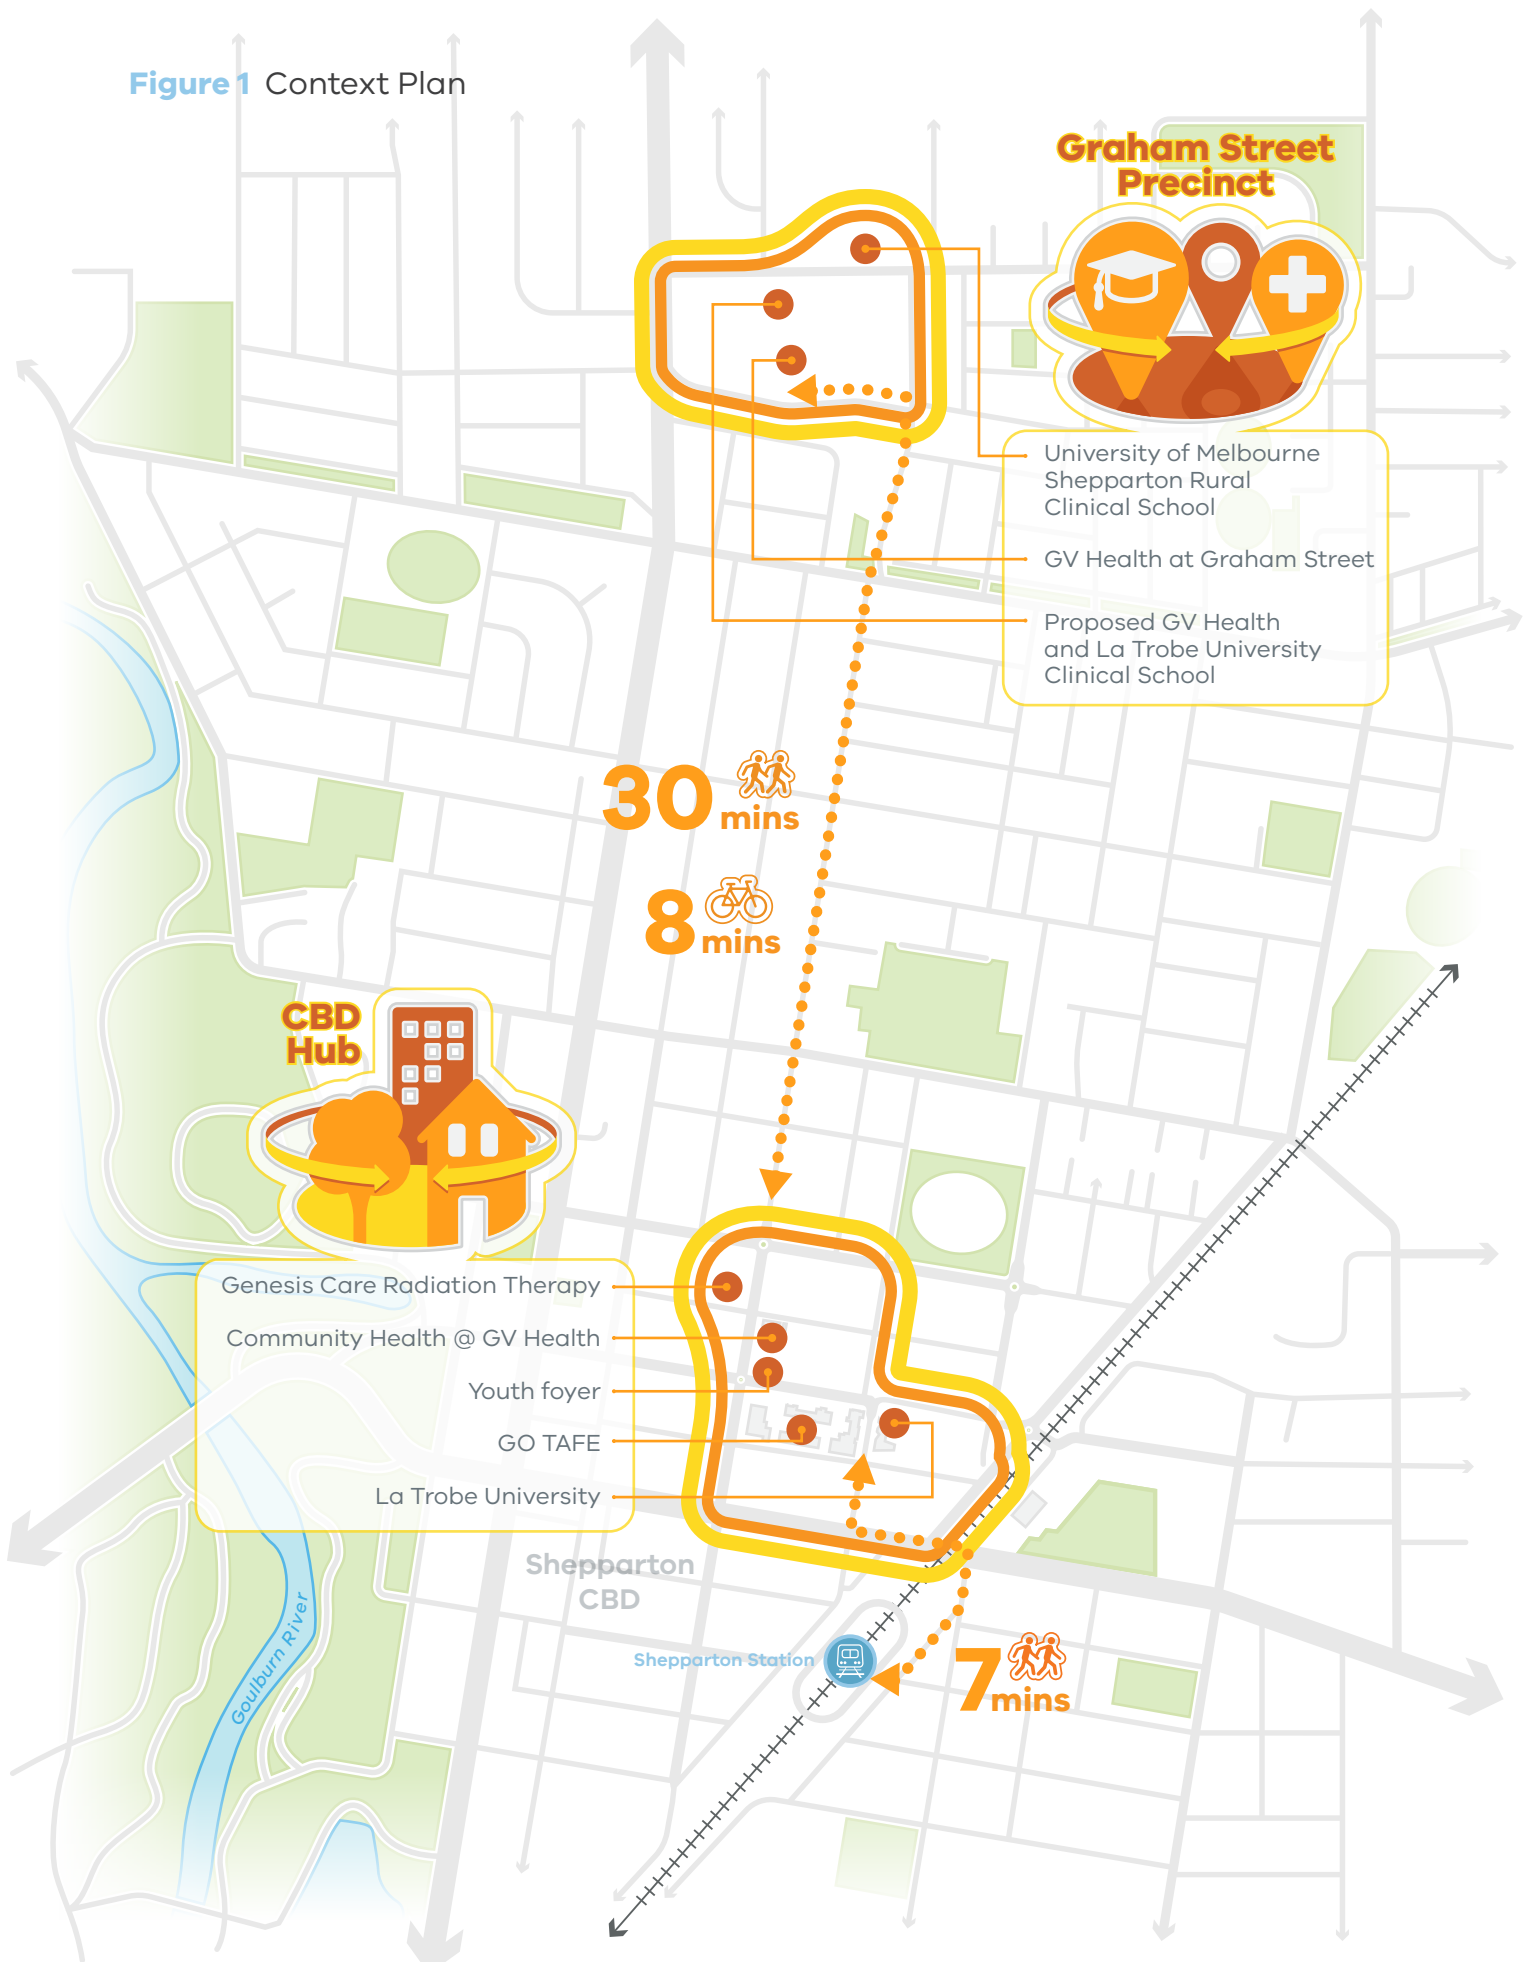 Figure 1 Context Plan
Graham Street
Precinct
University of Melbourne
Shepparton Rural
Clinical School
GV Health at Graham Street
Proposed GV Health
and La Trobe University
Clinical School
30 mins
8 mins
CBD
Hub
Genesis Care Radiation Therapy
Community Health @ GV Health
Youth foyer
GO TAFE
La Trobe University
Shepparton
CBD
Shepparton Station
7 mins
Goulburn River